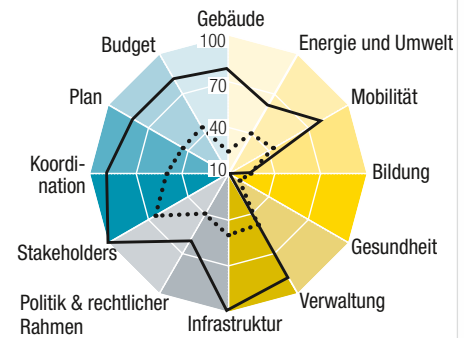 Gebäude
Energie und Umwelt
Mobilität
Bildung
Gesundheit
Verwaltung
Infrastruktur
Politik & rechtlicher
Rahmen
Stakeholders
Koordi-
nation
Plan
Budget
100
70
40
10